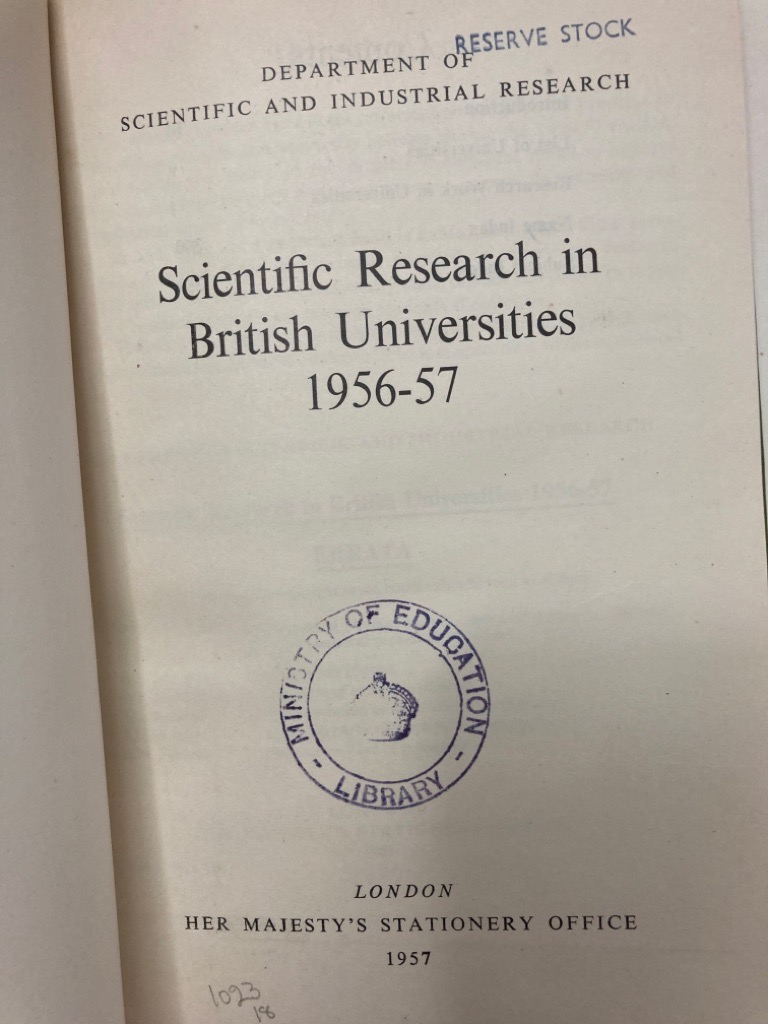 RESERVE STOCK
DEPARTMENT OF
SCIENTIFIC AND INDUSTRIAL RESEARCH
Scientific Research in
British Universities
1956-57
MINISTRY OF EDUCATION
- LIBRARY -
LONDON
HER MAJESTY'S STATIONERY OFFICE
1957
1023
18